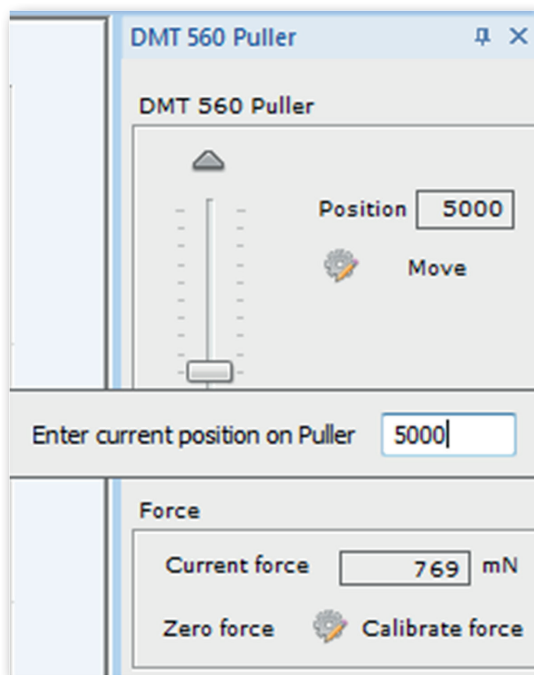 DMT 560 Puller
DMT 560 Puller
Position 5000
Move
Enter current position on Puller 5000
Force
Current force 769 mN
Zero force Calibrate force